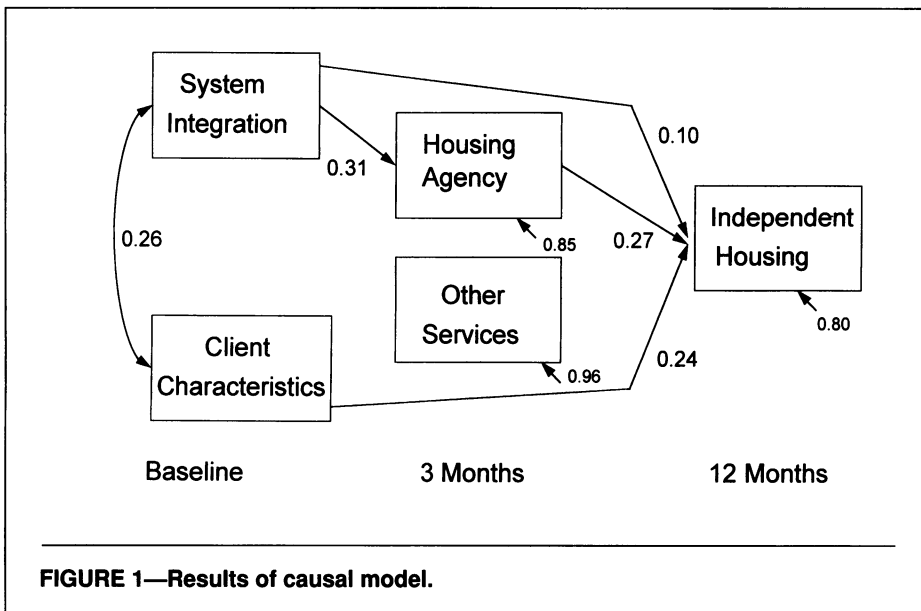 System
Integration
0.10
0.31
Housing
Agency
0.26
0.85
0.27
Independent
Housing
Other
Services
0.80
Client
Characteristics
0.96
0.24
Baseline
3 Months
12 Months
FIGURE 1—Results of causal model.